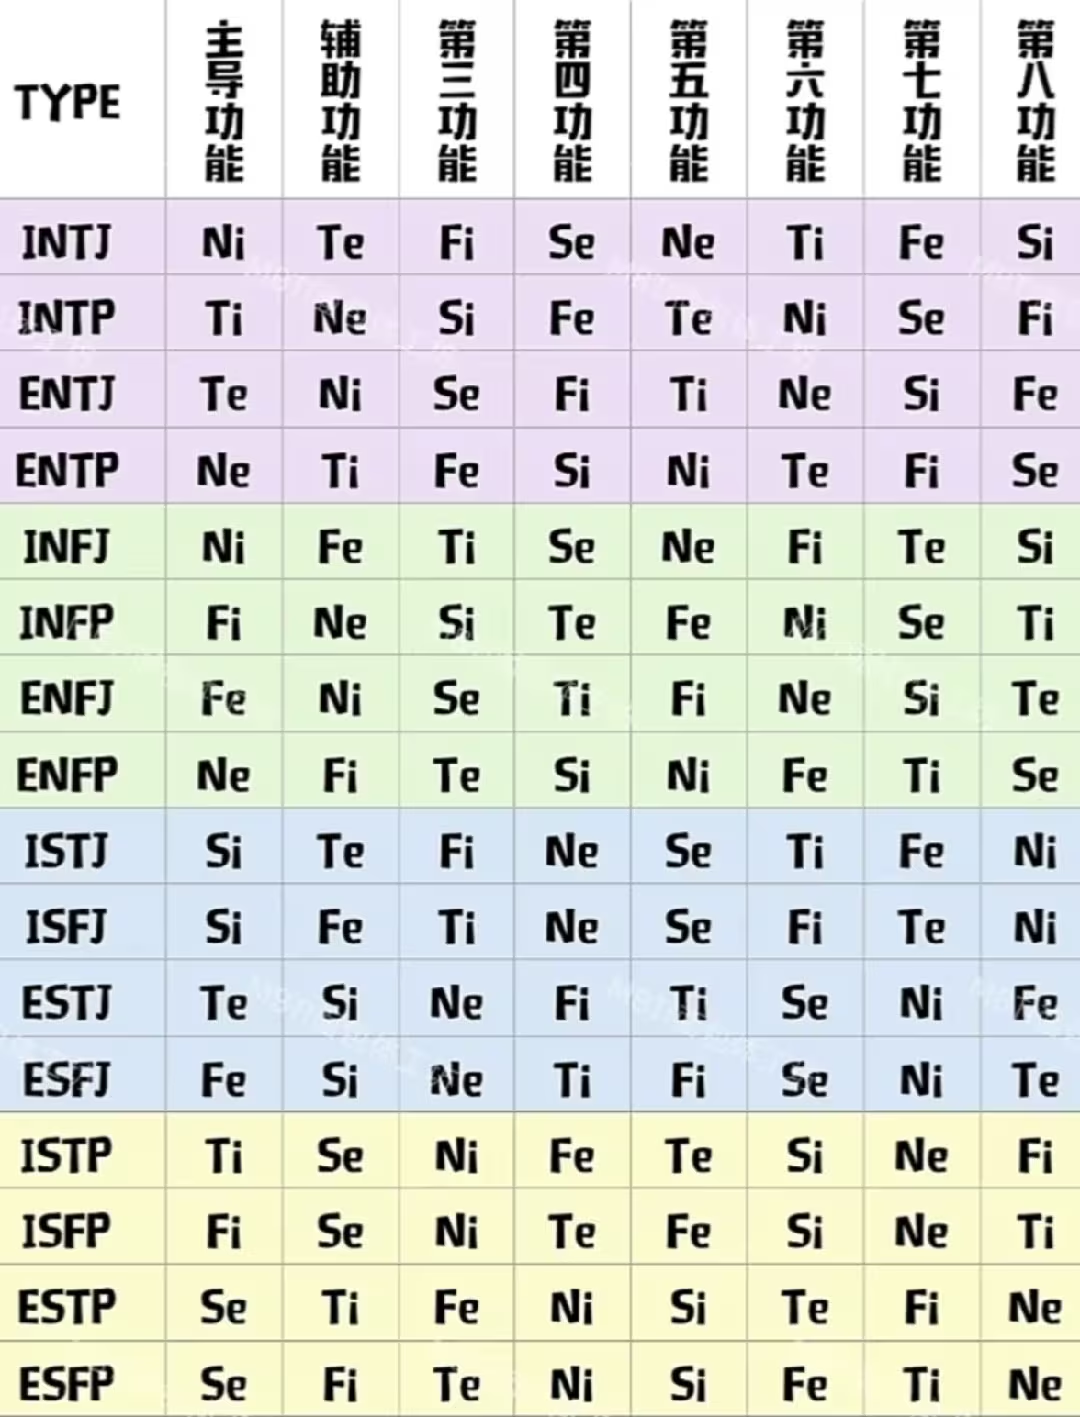 TYPE 主导功能 辅助功能 第三功能 第四功能 第五功能 第六功能 第七功能 第八功能
INTJ Ni Te Fi Se Ne Ti Fe Si
INTP Ti Ne Si Fe Te Ni Se Fi
ENTJ Te Ni Se Fi Ti Ne Si Fe
ENTP Ne Ti Fe Si Ni Te Fi Se
INFJ Ni Fe Ti Se Ne Fi Te Si
INFP Fi Ne Si Te Fe Ni Se Ti
ENFJ Fe Ni Se Ti Fi Ne Si Te
ENFP Ne Fi Te Si Ni Fe Ti Se
ISTJ Si Te Fi Ne Se Ti Fe Ni
ISFJ Si Fe Ti Ne Se Fi Te Ni
ESTJ Te Si Ne Fi Ti Se Ni Fe
ESFJ Fe Si Ne Ti Fi Se Ni Te
ISTP Ti Se Ni Fe Te Si Ne Fi
ISFP Fi Se Ni Te Fe Si Ne Ti
ESTP Se Ti Fe Ni Si Te Fi Ne
ESFP Se Fi Te Ni Si Fe Ti Ne